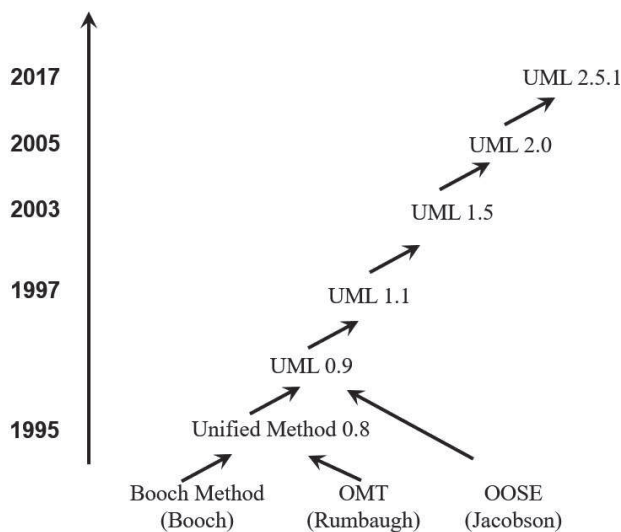 2017
UML 2.5.1
2005
UML 2.0
2003
UML 1.5
1997
UML 1.1
UML 0.9
1995
Unified Method 0.8
Booch Method
(Booch)
OMT
(Rumbaugh)
OOSE
(Jacobson)